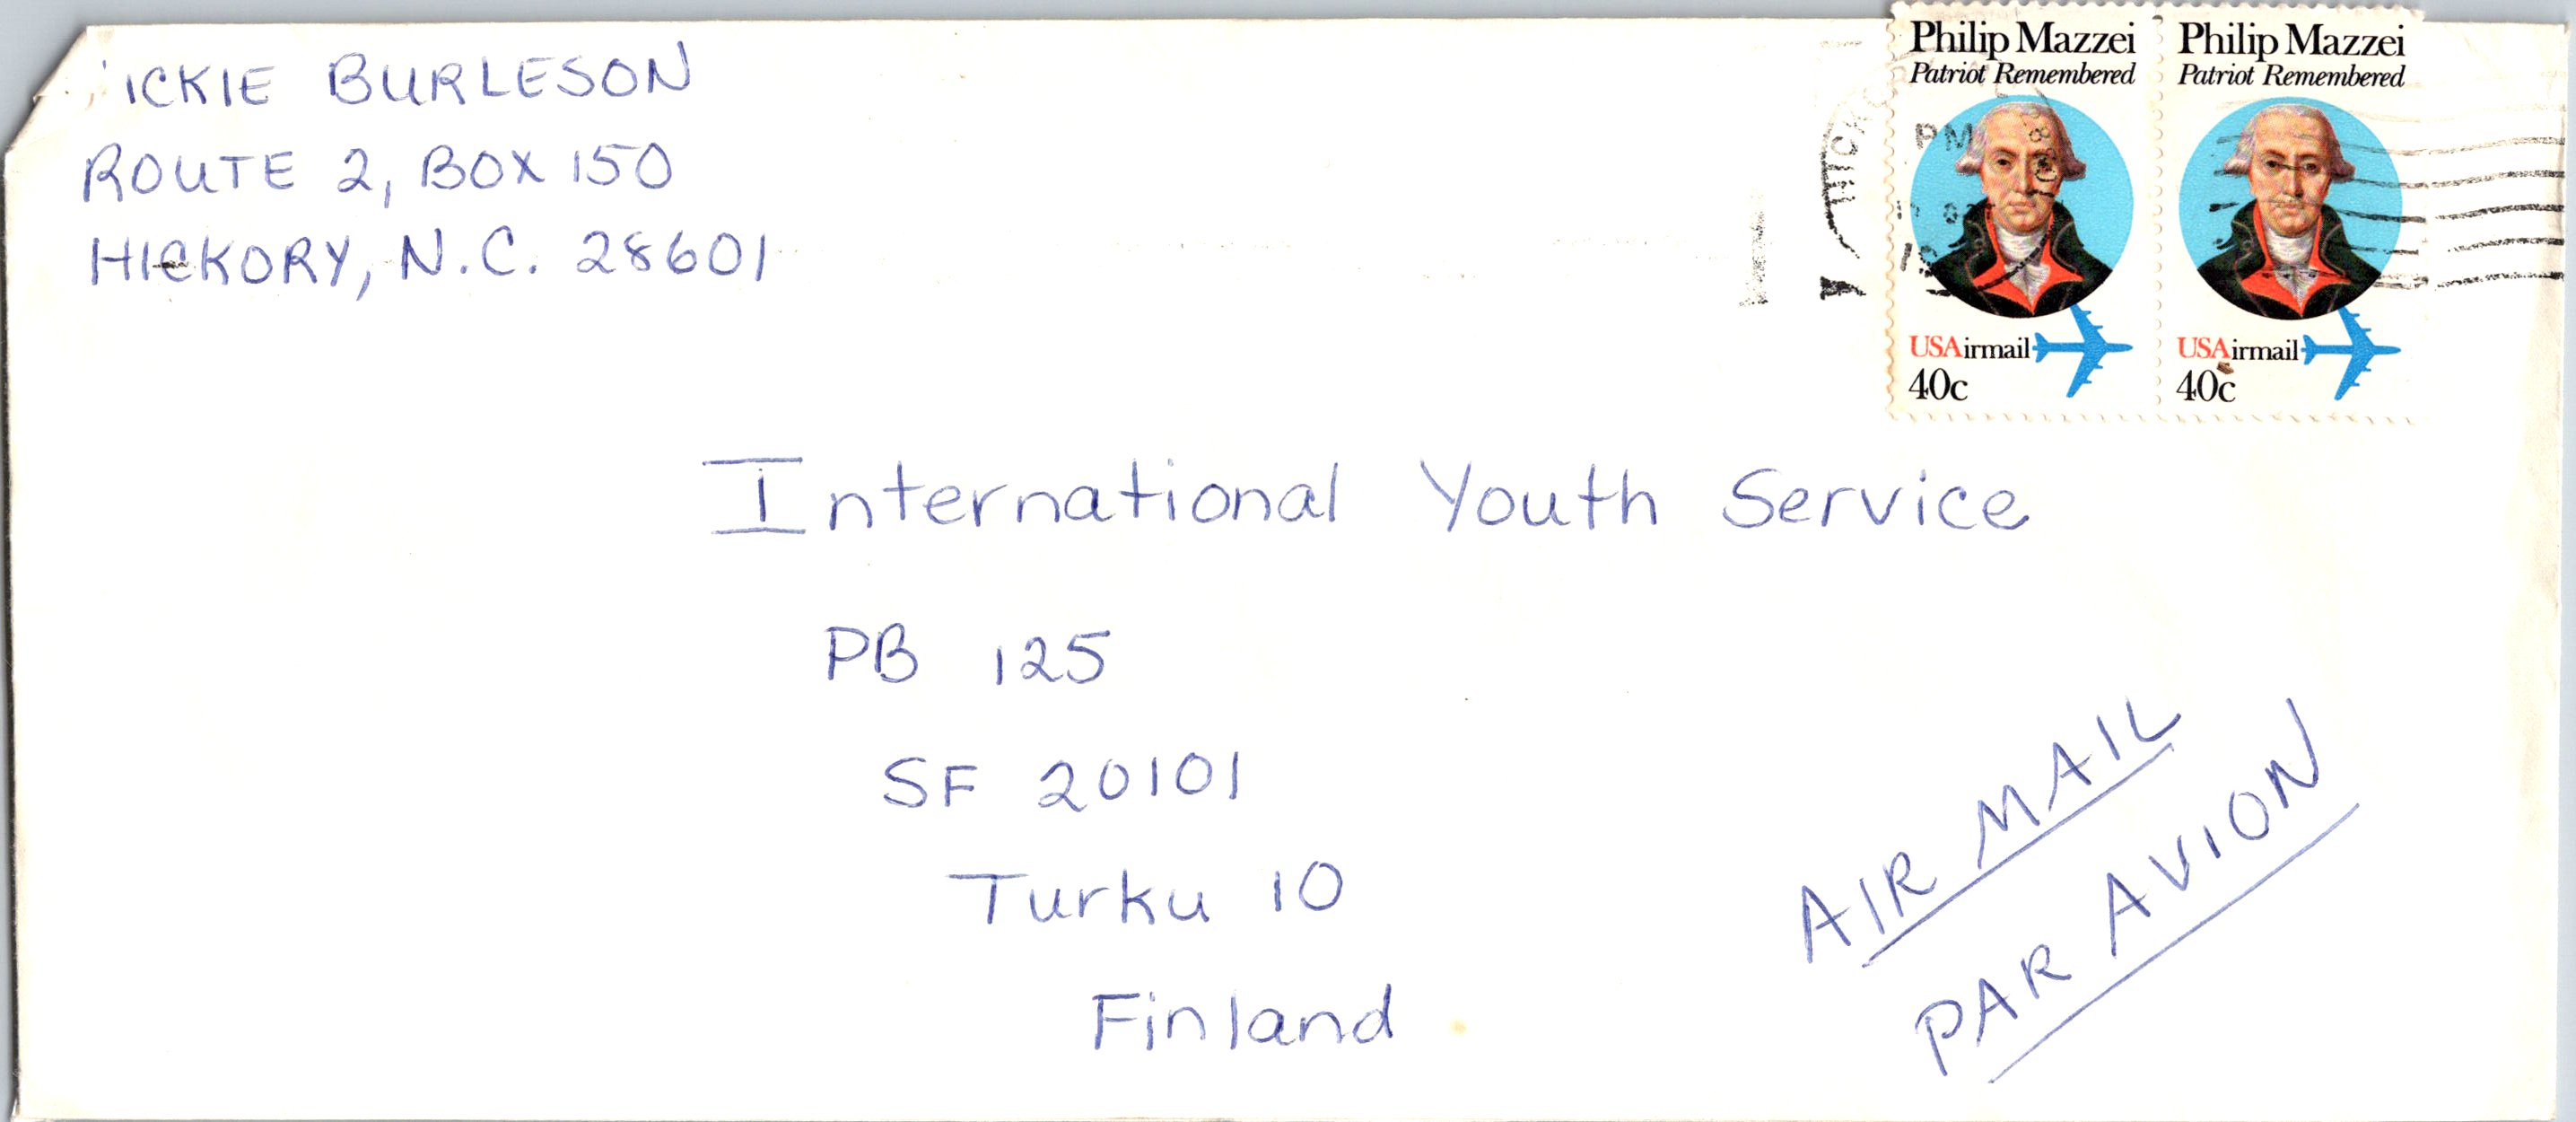 ICKIE BURLESON
ROUTE 2, BOX 150
HICKORY, N.C. 28601
Philip Mazzei
Patriot Remembered
USAirmail
40c
Philip Mazzei
Patriot Remembered
USAirmail
40c
PM
International Youth Service
PB 125
SF 20101
Turku 10
Finland
AIR MAIL
PAR AVION